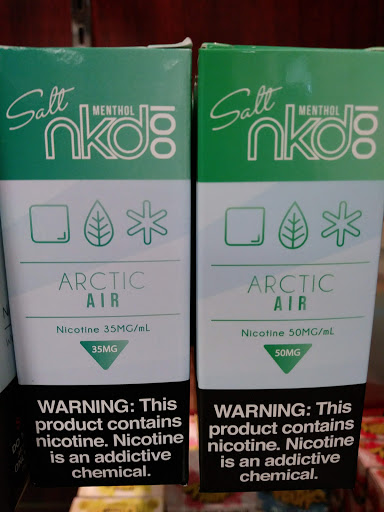 Salt
MENTHOL
nkd100
ARCTIC
AIR
Nicotine 35MG/mL
35MG
WARNING: This
product contains
nicotine. Nicotine
is an addictive
chemical.
Salt
MENTHOL
nkd100
ARCTIC
AIR
Nicotine 50MG/mL
50MG
WARNING: This
product contains
nicotine. Nicotine
is an addictive
chemical.